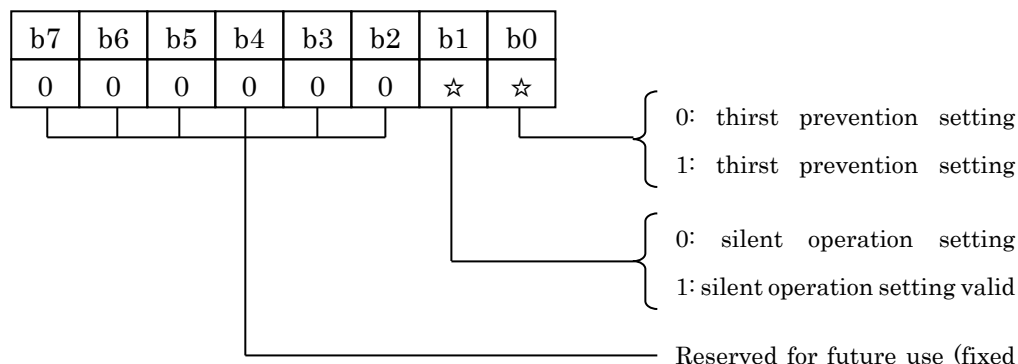 b7 b6 b5 b4 b3 b2 b1 b0
0 0 0 0 0 0 ☆ ☆
0: thirst prevention setting
1: thirst prevention setting
0: silent operation setting
1: silent operation setting valid
Reserved for future use (fixed